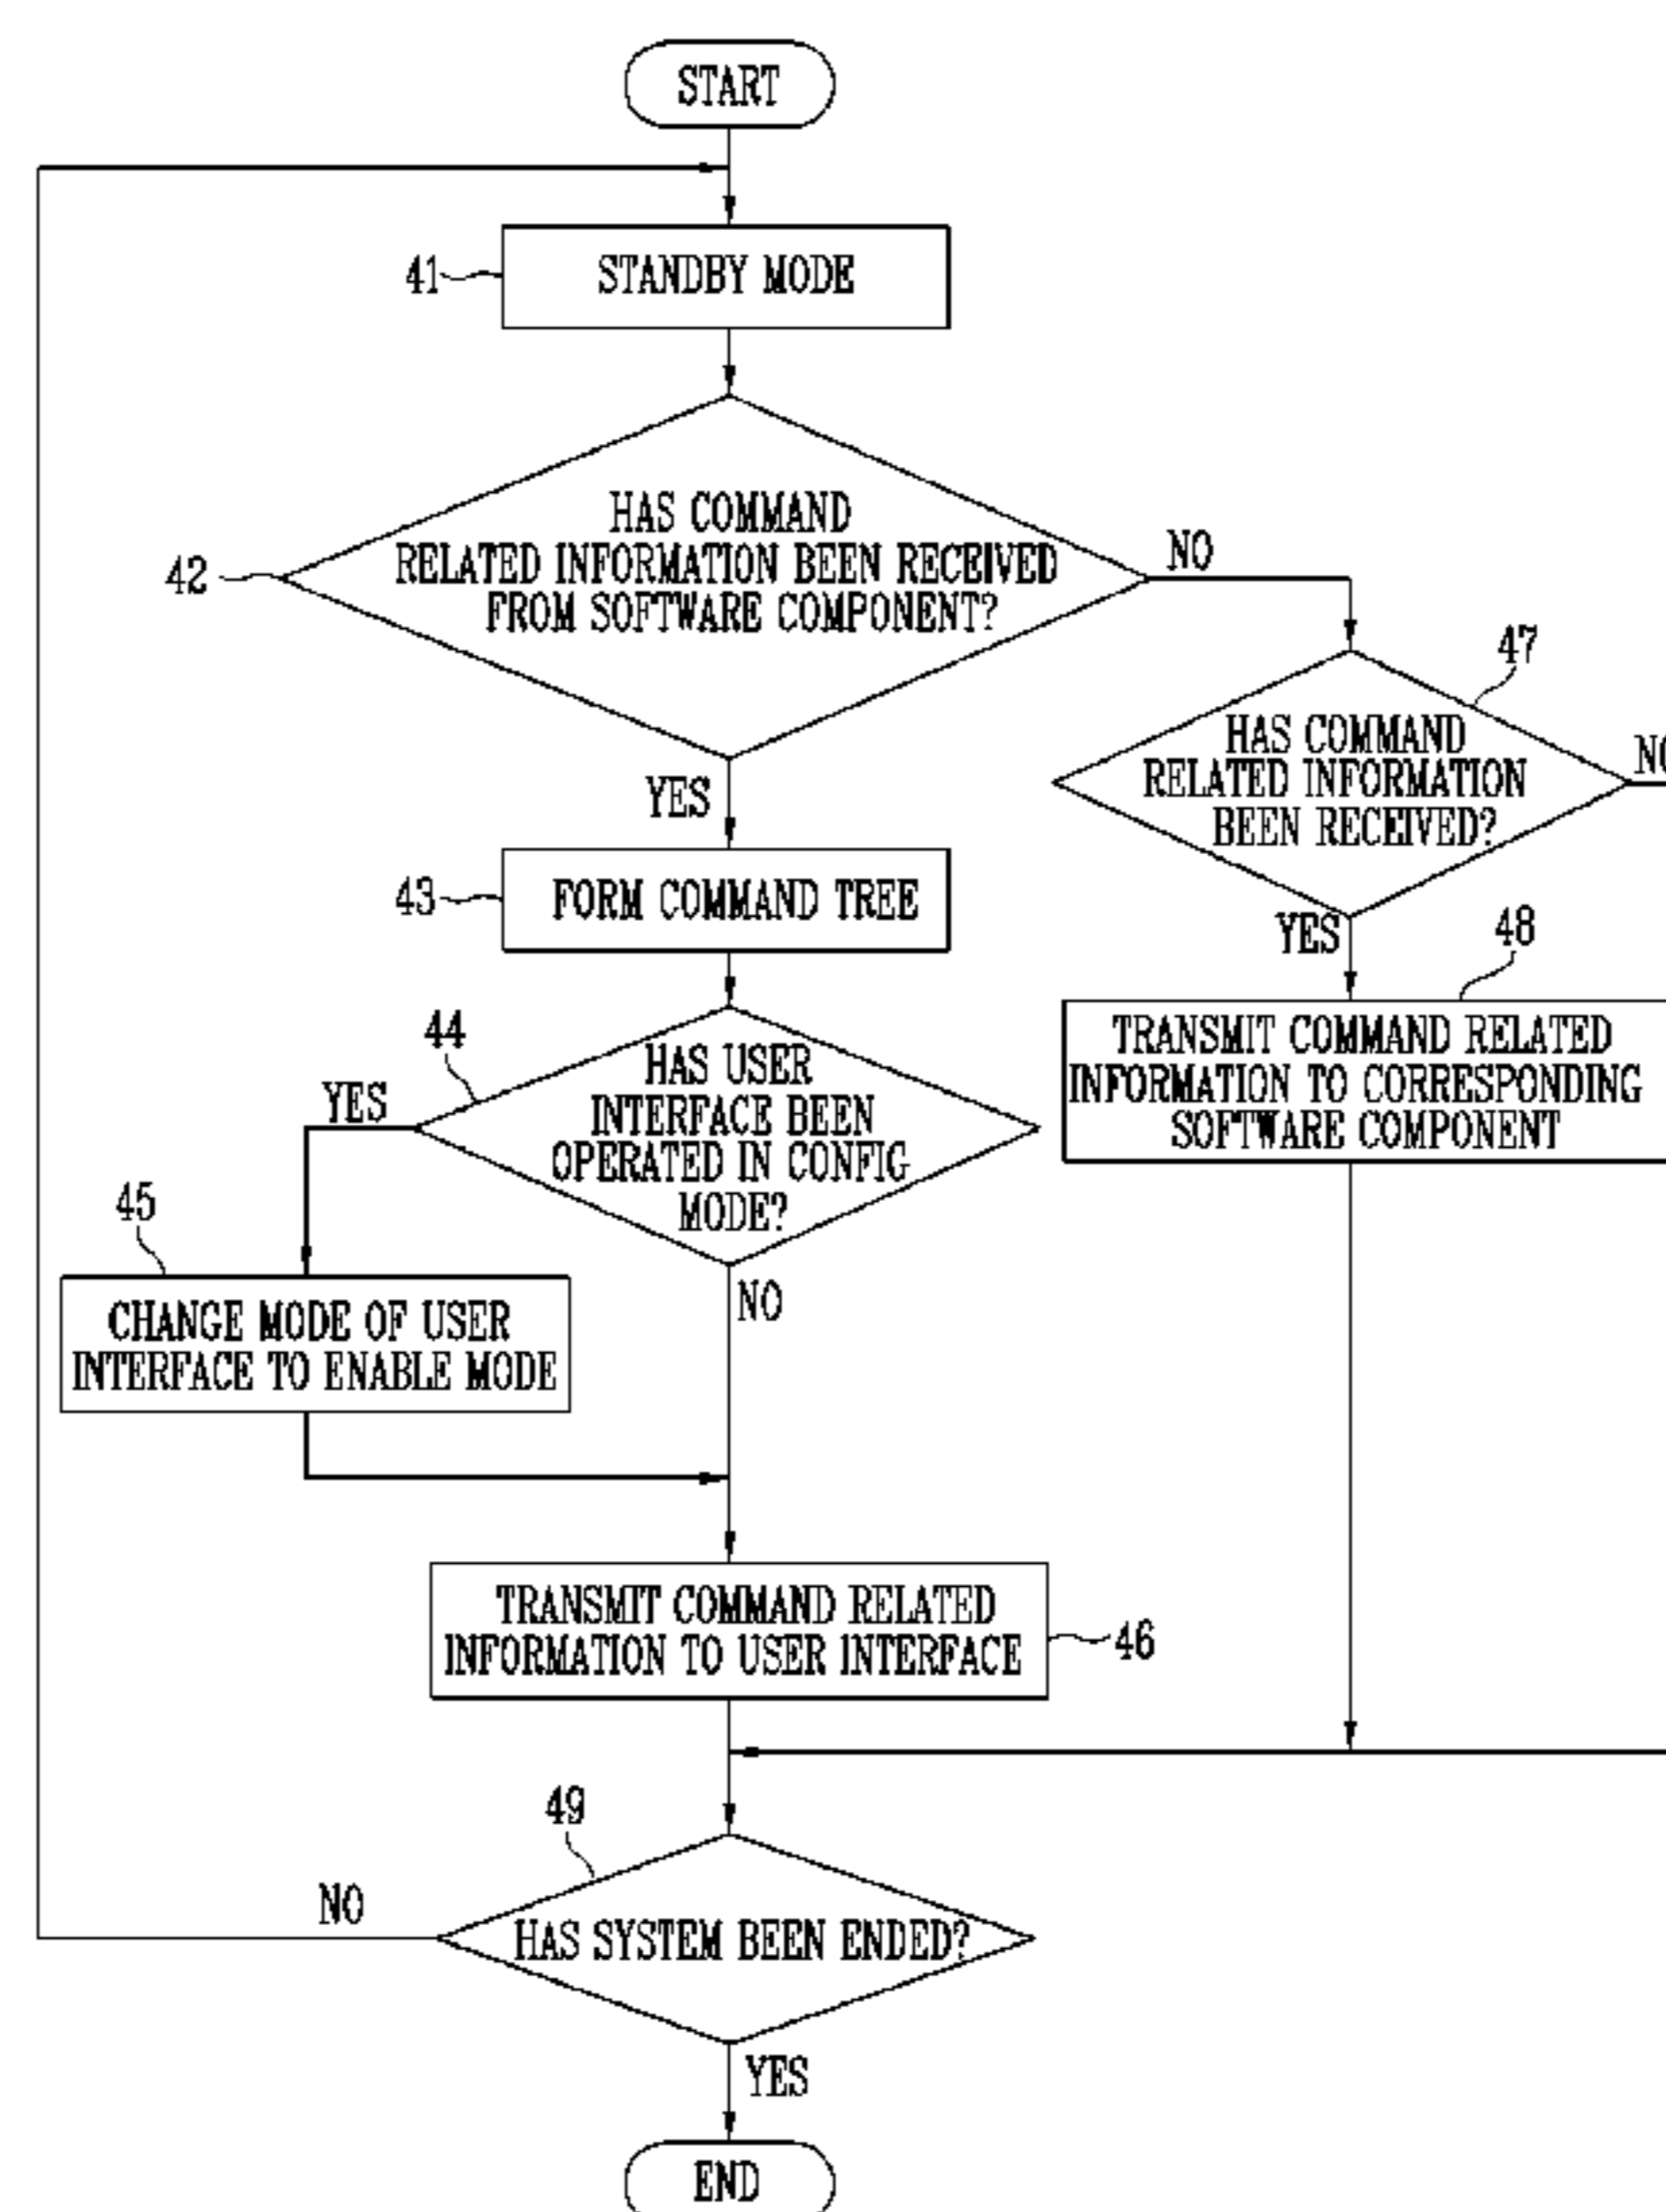 START
41
STANDBY MODE
42
HAS COMMAND
RELATED INFORMATION BEEN RECEIVED
FROM SOFTWARE COMPONENT?
NO
YES
47
HAS COMMAND
RELATED INFORMATION
BEEN RECEIVED?
NO
YES
43
FORM COMMAND TREE
48
TRANSMIT COMMAND RELATED
INFORMATION TO CORRESPONDING
SOFTWARE COMPONENT
44
HAS USER
INTERFACE BEEN
OPERATED IN CONFIG
MODE?
YES
NO
45
CHANGE MODE OF USER
INTERFACE TO ENABLE MODE
TRANSMIT COMMAND RELATED
INFORMATION TO USER INTERFACE
46
49
HAS SYSTEM BEEN ENDED?
NO
YES
END